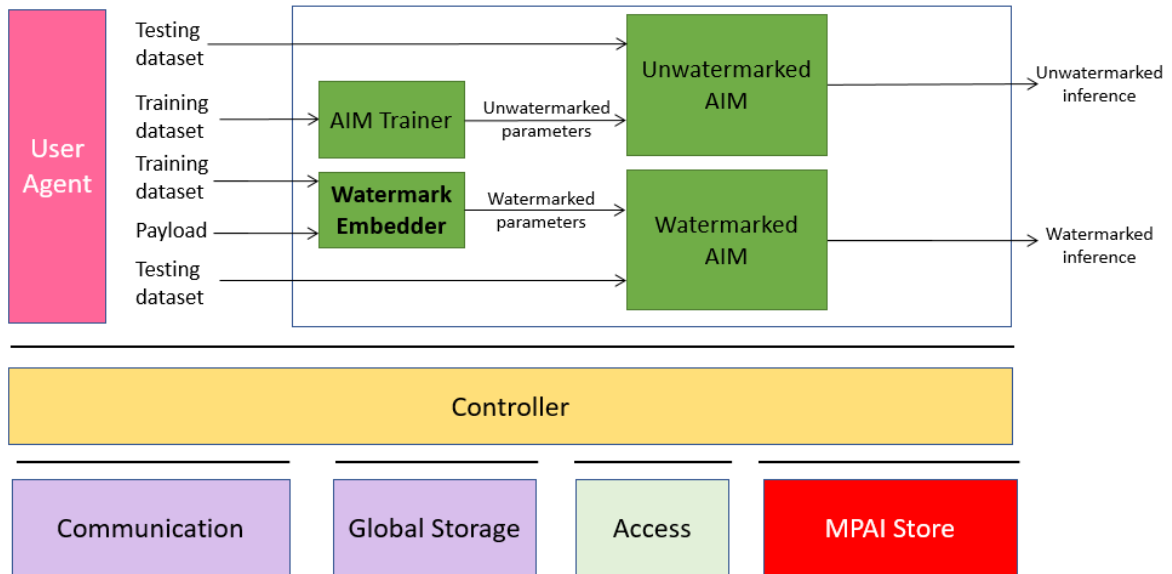 Testing
dataset
Unwatermarked
AIM
Unwatermarked
inference
Training
dataset
AIM Trainer
Unwatermarked
parameters
User
Agent
Training
dataset
Watermark
Embedder
Watermarked
parameters
Payload
Watermarked
AIM
Watermarked
inference
Testing
dataset
Controller
Communication
Global Storage
Access
MPAI Store